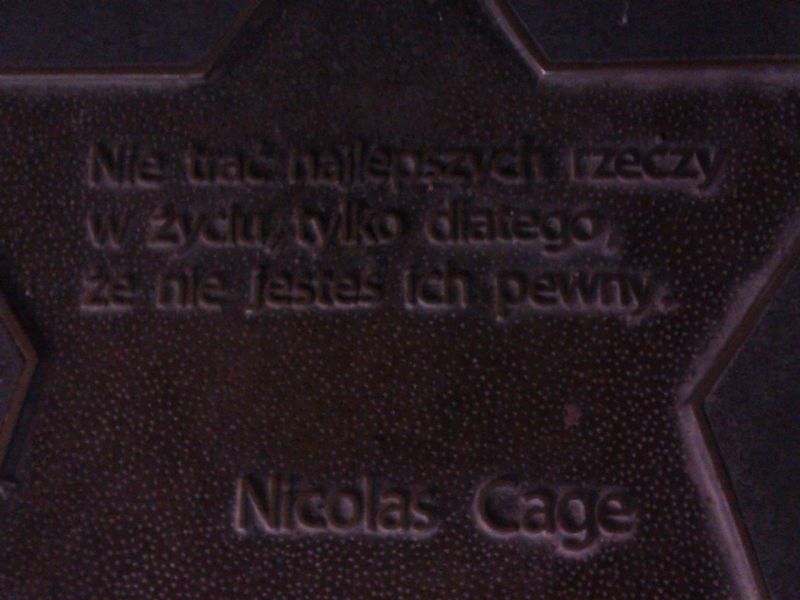 Nie trać najlepszych rzeczy
w życiu, tylko dlatego,
że nie jesteś ich pewny.
Nicolas Cage